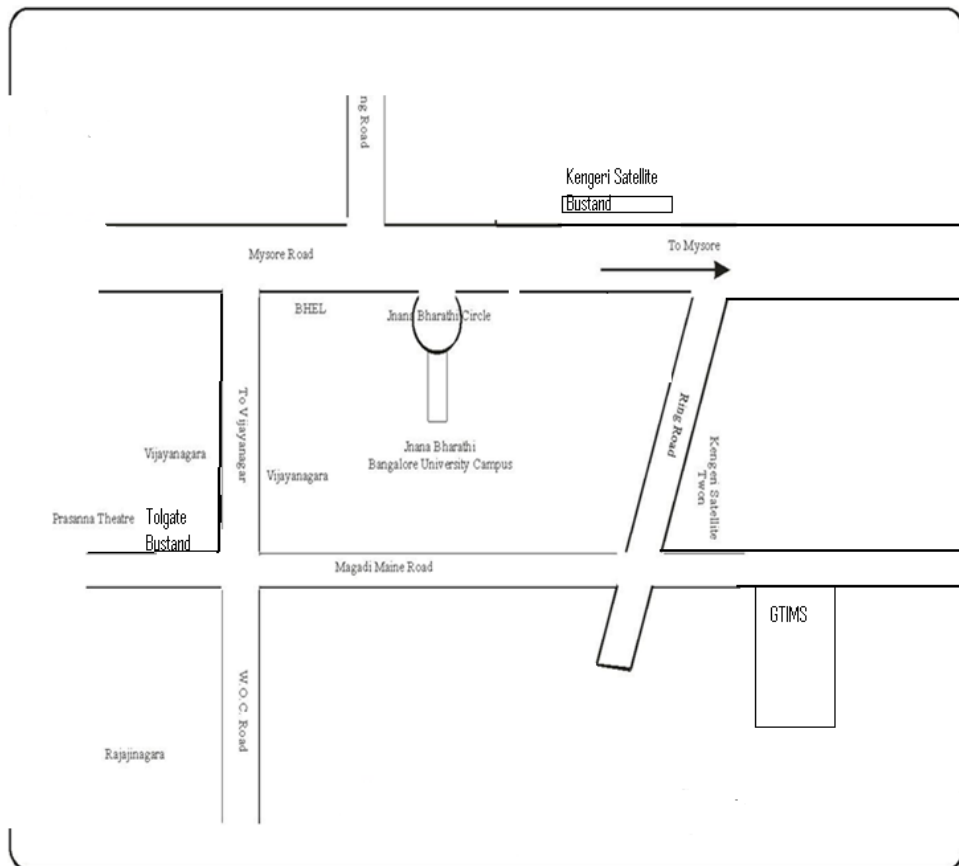 ng Road
Kengeri Satellite
Bustand
To Mysore
Mysore Road
BHEL
Jnana Bharathi Circle
To Vijayanagar
Ring Road
Kengeri Satellite
Twon
Jnana Bharathi
Bangalore University Campus
Vijayanagara
Vijayanagara
Prasanna Theatre
Tolgate
Bustand
Magadi Maine Road
GTIMS
W.O.C. Road
Rajajinagara